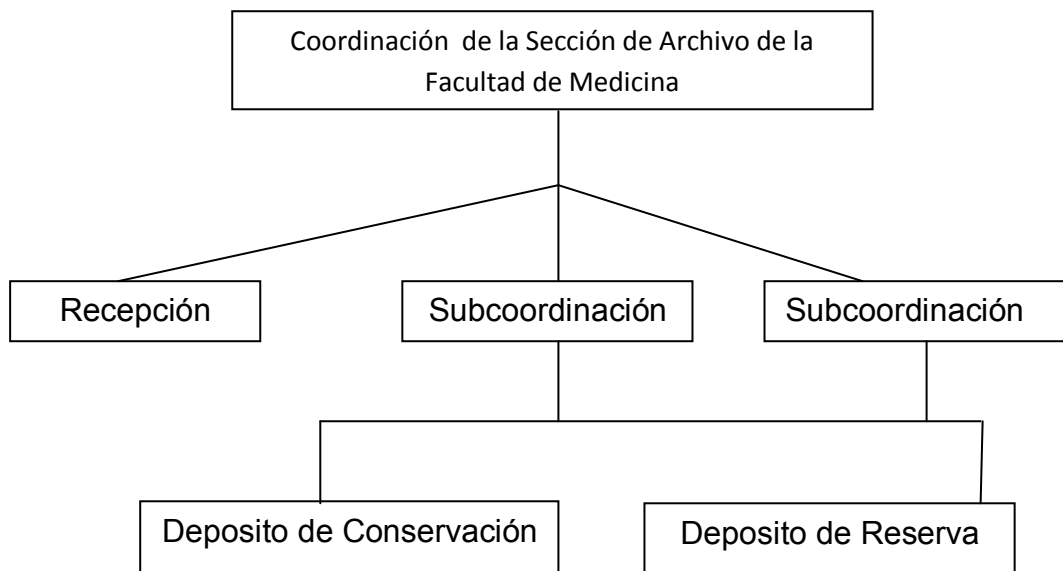 Coordinación de la Sección de Archivo de la
Facultad de Medicina
Recepción
Subcoordinación
Subcoordinación
Deposito de Conservación
Deposito de Reserva